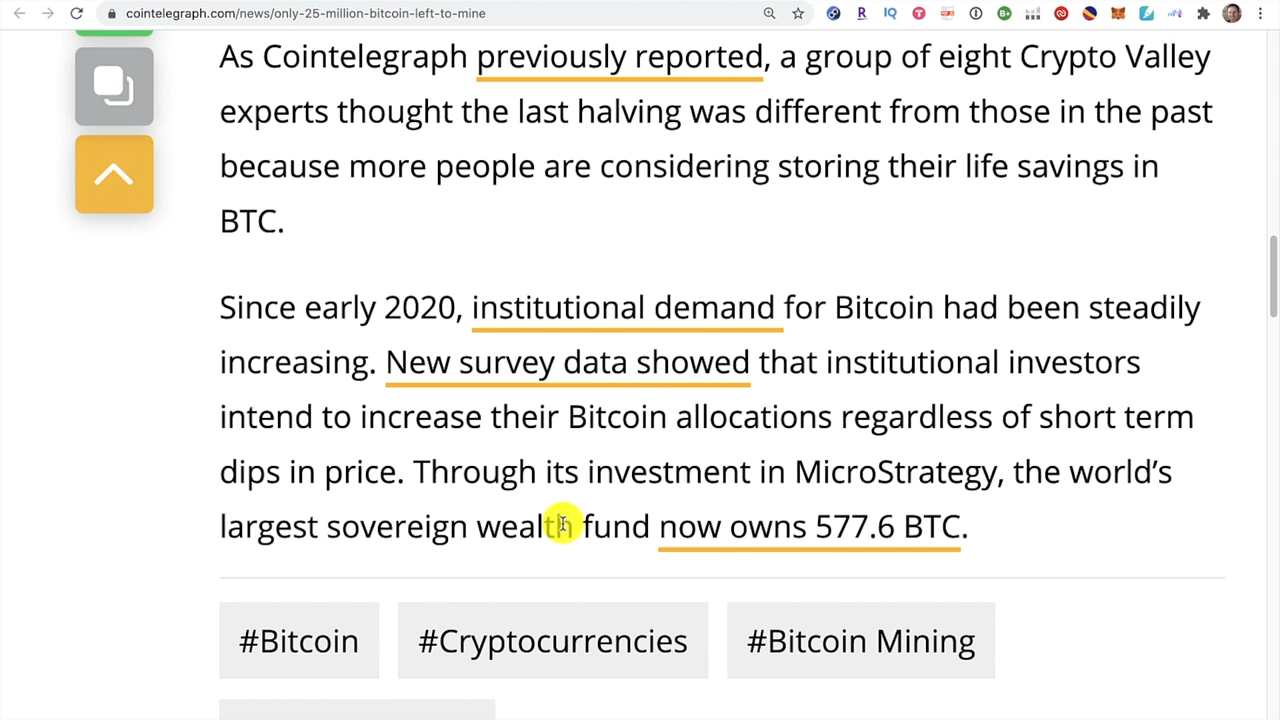 cointelegraph.com/news/only-25-million-bitcoin-left-to-mine
As Cointelegraph previously reported, a group of eight Crypto Valley
experts thought the last halving was different from those in the past
because more people are considering storing their life savings in
BTC.
Since early 2020, institutional demand for Bitcoin had been steadily
increasing. New survey data showed that institutional investors
intend to increase their Bitcoin allocations regardless of short term
dips in price. Through its investment in MicroStrategy, the world’s
largest sovereign wealth fund now owns 577.6 BTC.
#Bitcoin #Cryptocurrencies #Bitcoin Mining